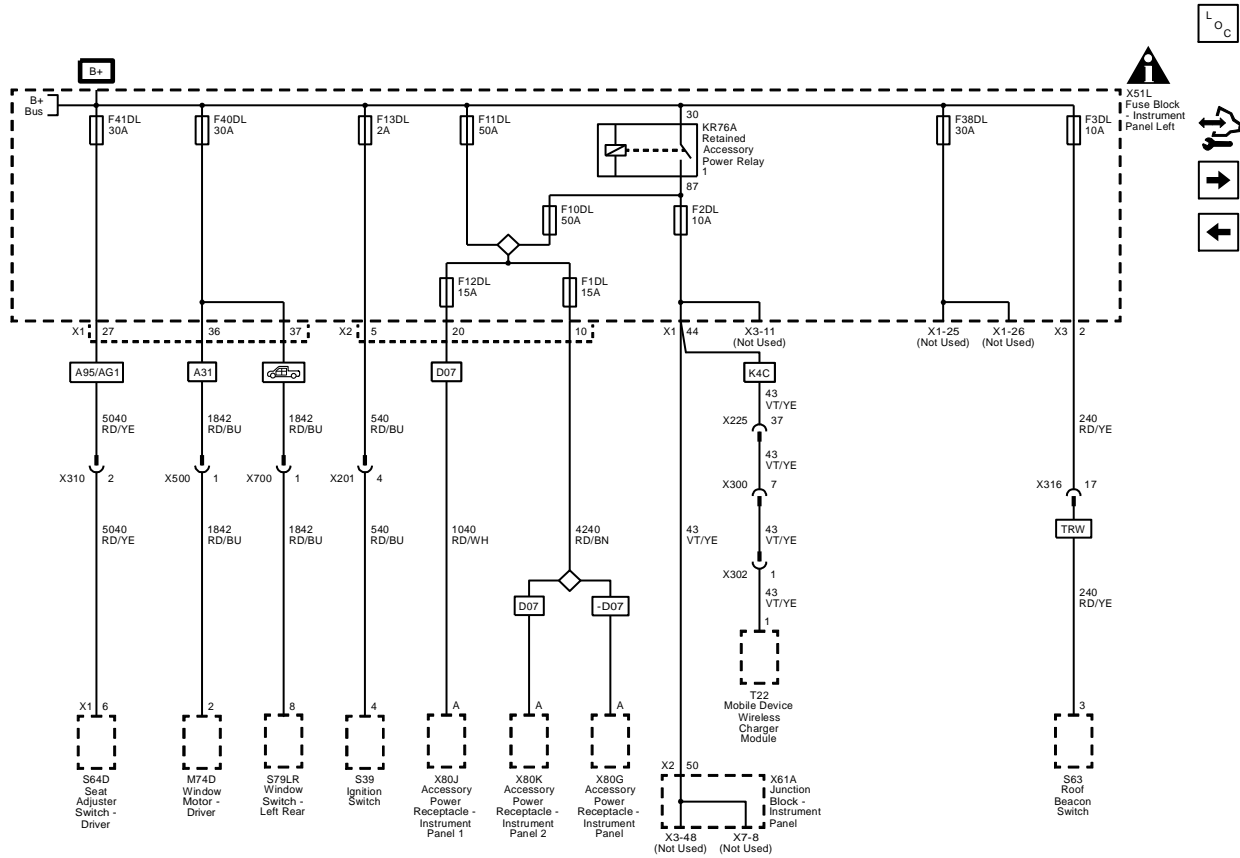 L
O
C
B+
B+
Bus
X51L
Fuse Block
- Instrument
Panel Left
F41DL
30A
F40DL
30A
F13DL
2A
F11DL
50A
30
KR76A
Retained
Accessory
Power Relay
1
87
F38DL
30A
F3DL
10A
F10DL
50A
F2DL
10A
F12DL
15A
F1DL
15A
X1 27
36
37
X2 5
20
10
X1 44
X3-11
(Not Used)
X1-25
(Not Used)
X1-26
(Not Used)
X3 2
A95/AG1
A31
D07
K4C
5040
RD/YE
1842
RD/BU
1842
RD/BU
540
RD/BU
43
VT/YE
X225 37
43
VT/YE
240
RD/YE
X310 2
X500 1
X700 1
X201 4
X300 7
X316 17
TRW
5040
RD/YE
1842
RD/BU
1842
RD/BU
540
RD/BU
1040
RD/WH
4240
RD/BN
43
VT/YE
43
VT/YE
X302 1
43
VT/YE
240
RD/YE
D07
-D07
1
T22
Mobile Device
Wireless
Charger
Module
X1 6
2
8
4
A
A
A
3
S64D
Seat
Adjuster
Switch -
Driver
M74D
Window
Motor -
Driver
S79LR
Window
Switch -
Left Rear
S39
Ignition
Switch
X80J
Accessory
Power
Receptacle -
Instrument
Panel 1
X80K
Accessory
Power
Receptacle -
Instrument
Panel 2
X80G
Accessory
Power
Receptacle -
Instrument
Panel
X2 50
X61A
Junction
Block -
Instrument
Panel
X3-48
(Not Used)
X7-8
(Not Used)
S63
Roof
Beacon
Switch